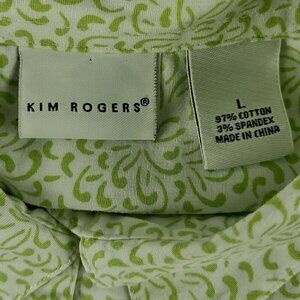 KIM ROGERS®
L
97% COTTON
3% SPANDEX
MADE IN CHINA